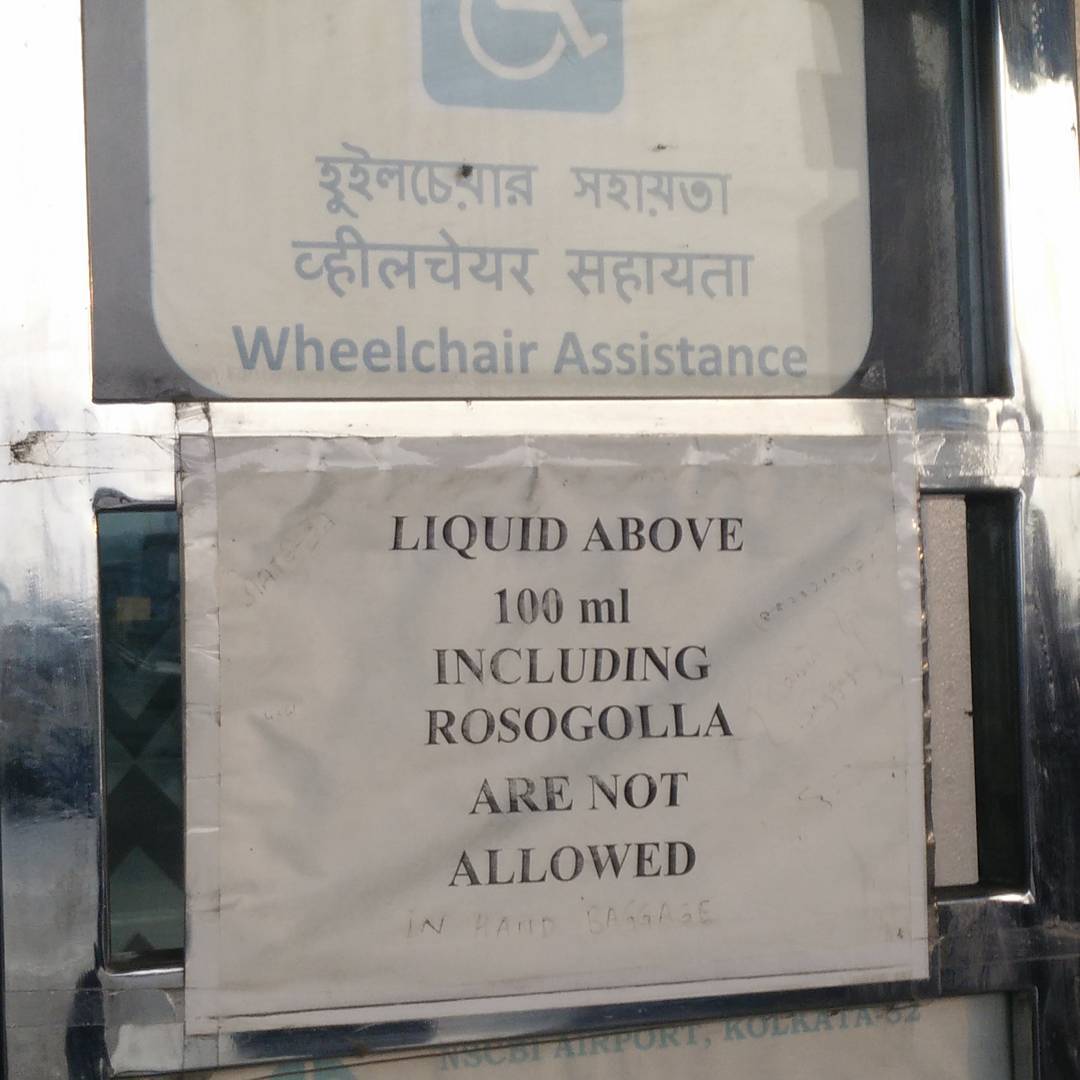 হুইলচেয়ার সহায়তা
व्हीलचेयर सहायता
Wheelchair Assistance
LIQUID ABOVE
100 ml
INCLUDING
ROSOGOLLA
ARE NOT
ALLOWED
IN HAND BAGGAGE
NSCBI AIRPORT, KOLKATA-52